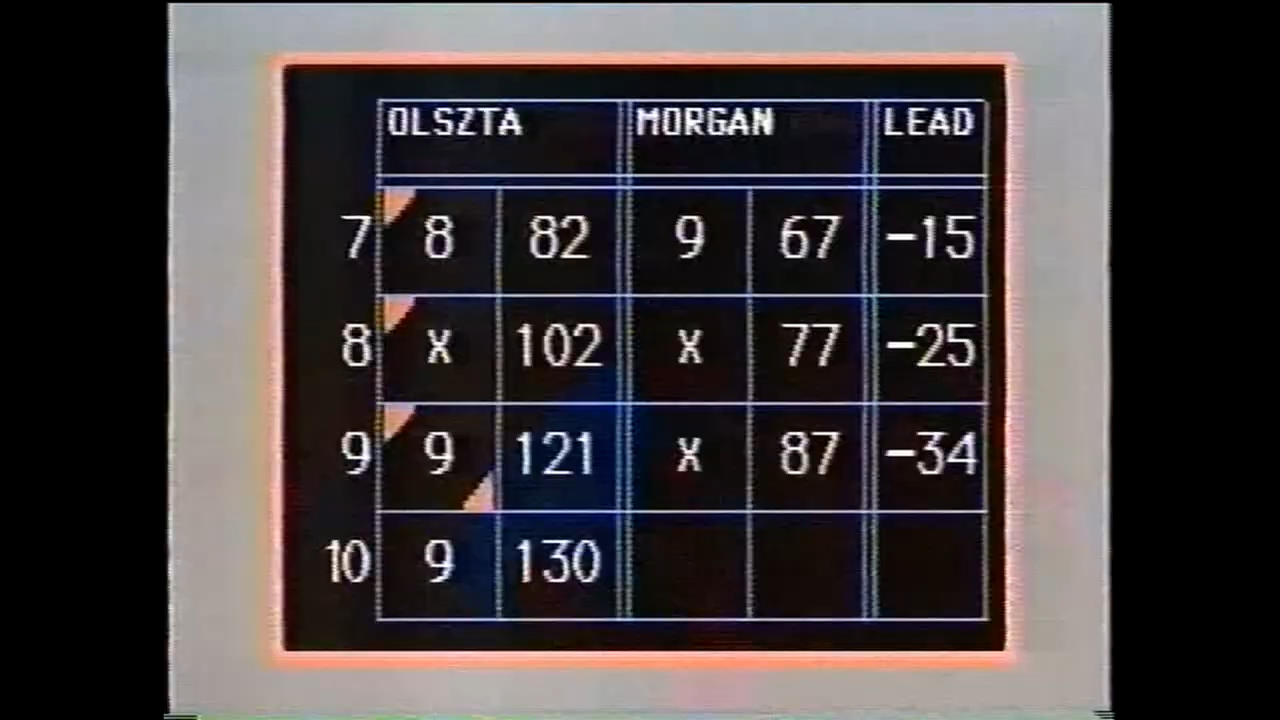 OLSZTA MORGAN LEAD
7 8 82 9 67 -15
8 X 102 X 77 -25
9 9 121 X 87 -34
10 9 130